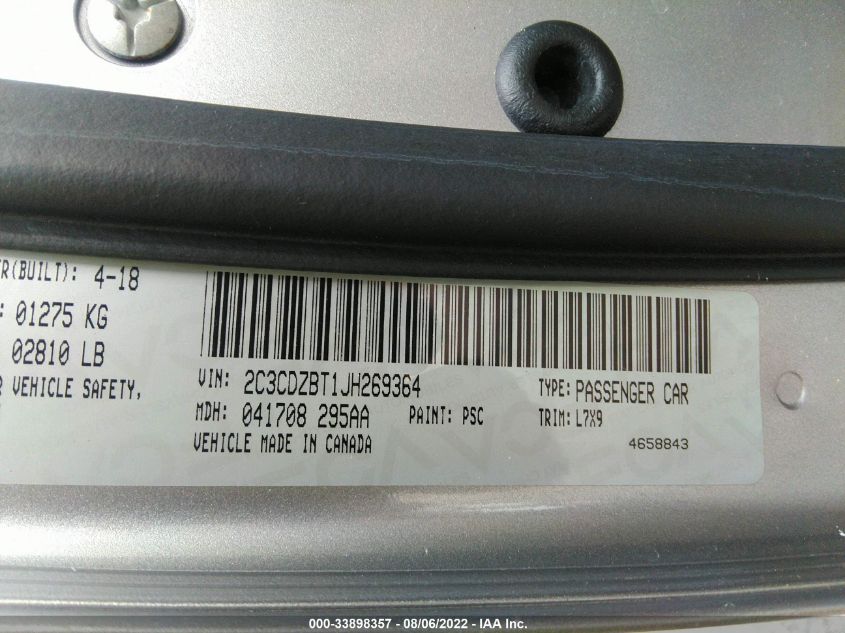 R(BUILT): 4-18
: 01275 KG
02810 LB
VEHICLE SAFETY,
VIN: 2C3CDZBT1JH269364
TYPE: PASSENGER CAR
MDH: 041708 295AA
PAINT: PSC
TRIM: L7X9
VEHICLE MADE IN CANADA
4658843
000-33898357 - 08/06/2022 - © IAA Inc.